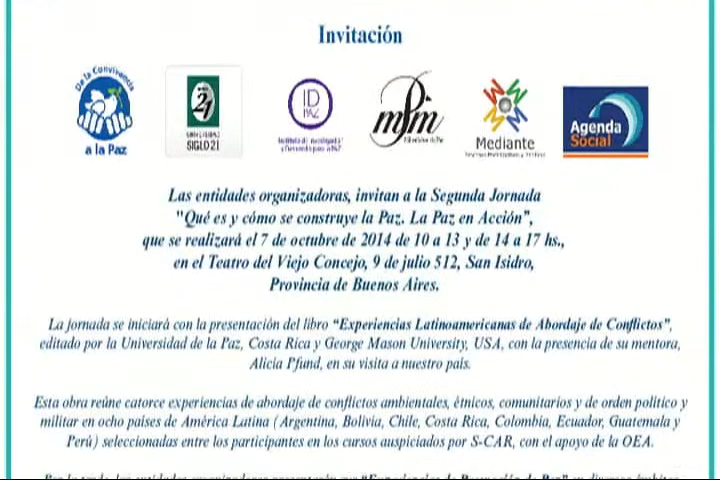 Invitación
De la Convivencia
a la Paz
21
SIGLO 21
ID
PAZ
mpm
Mediante
Agenda
Social
Las entidades organizadoras, invitan a la Segunda Jornada
"Qué es y cómo se construye la Paz. La Paz en Acción",
que se realizará el 7 de octubre de 2014 de 10 a 13 y de 14 a 17 hs.,
en el Teatro del Viejo Concejo, 9 de julio 512, San Isidro,
Provincia de Buenos Aires.
La jornada se iniciará con la presentación del libro “Experiencias Latinoamericanas de Abordaje de Conflictos”,
editado por la Universidad de la Paz, Costa Rica y George Mason University, USA, con la presencia de su mentora,
Alicia Pfund, en su visita a nuestro país.
Esta obra reúne catorce experiencias de abordaje de conflictos ambientales, étnicos, comunitarios y de orden político y
militar en ocho países de América Latina (Argentina, Bolivia, Chile, Costa Rica, Colombia, Ecuador, Guatemala y
Perú) seleccionadas entre los participantes en los cursos auspiciados por S-CAR, con el apoyo de la OEA.